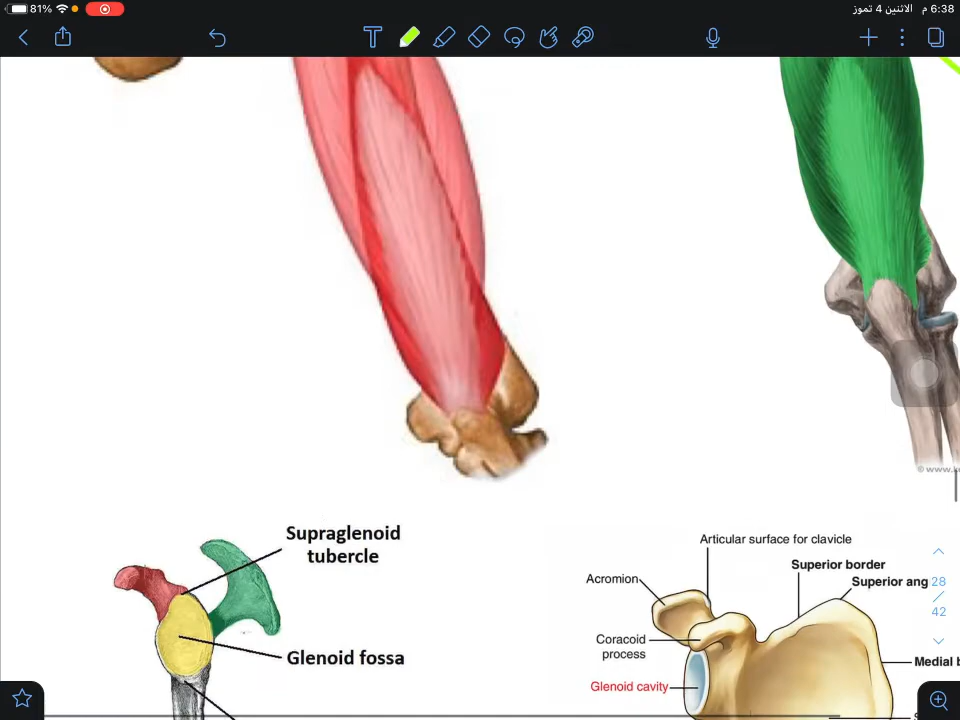 81%
6:38 م الاثنين 4 تموز
© www.k
Supraglenoid
tubercle
Glenoid fossa
Articular surface for clavicle
Superior border
Superior ang
Acromion
Coracoid
process
Glenoid cavity
Medial b
28
/
42